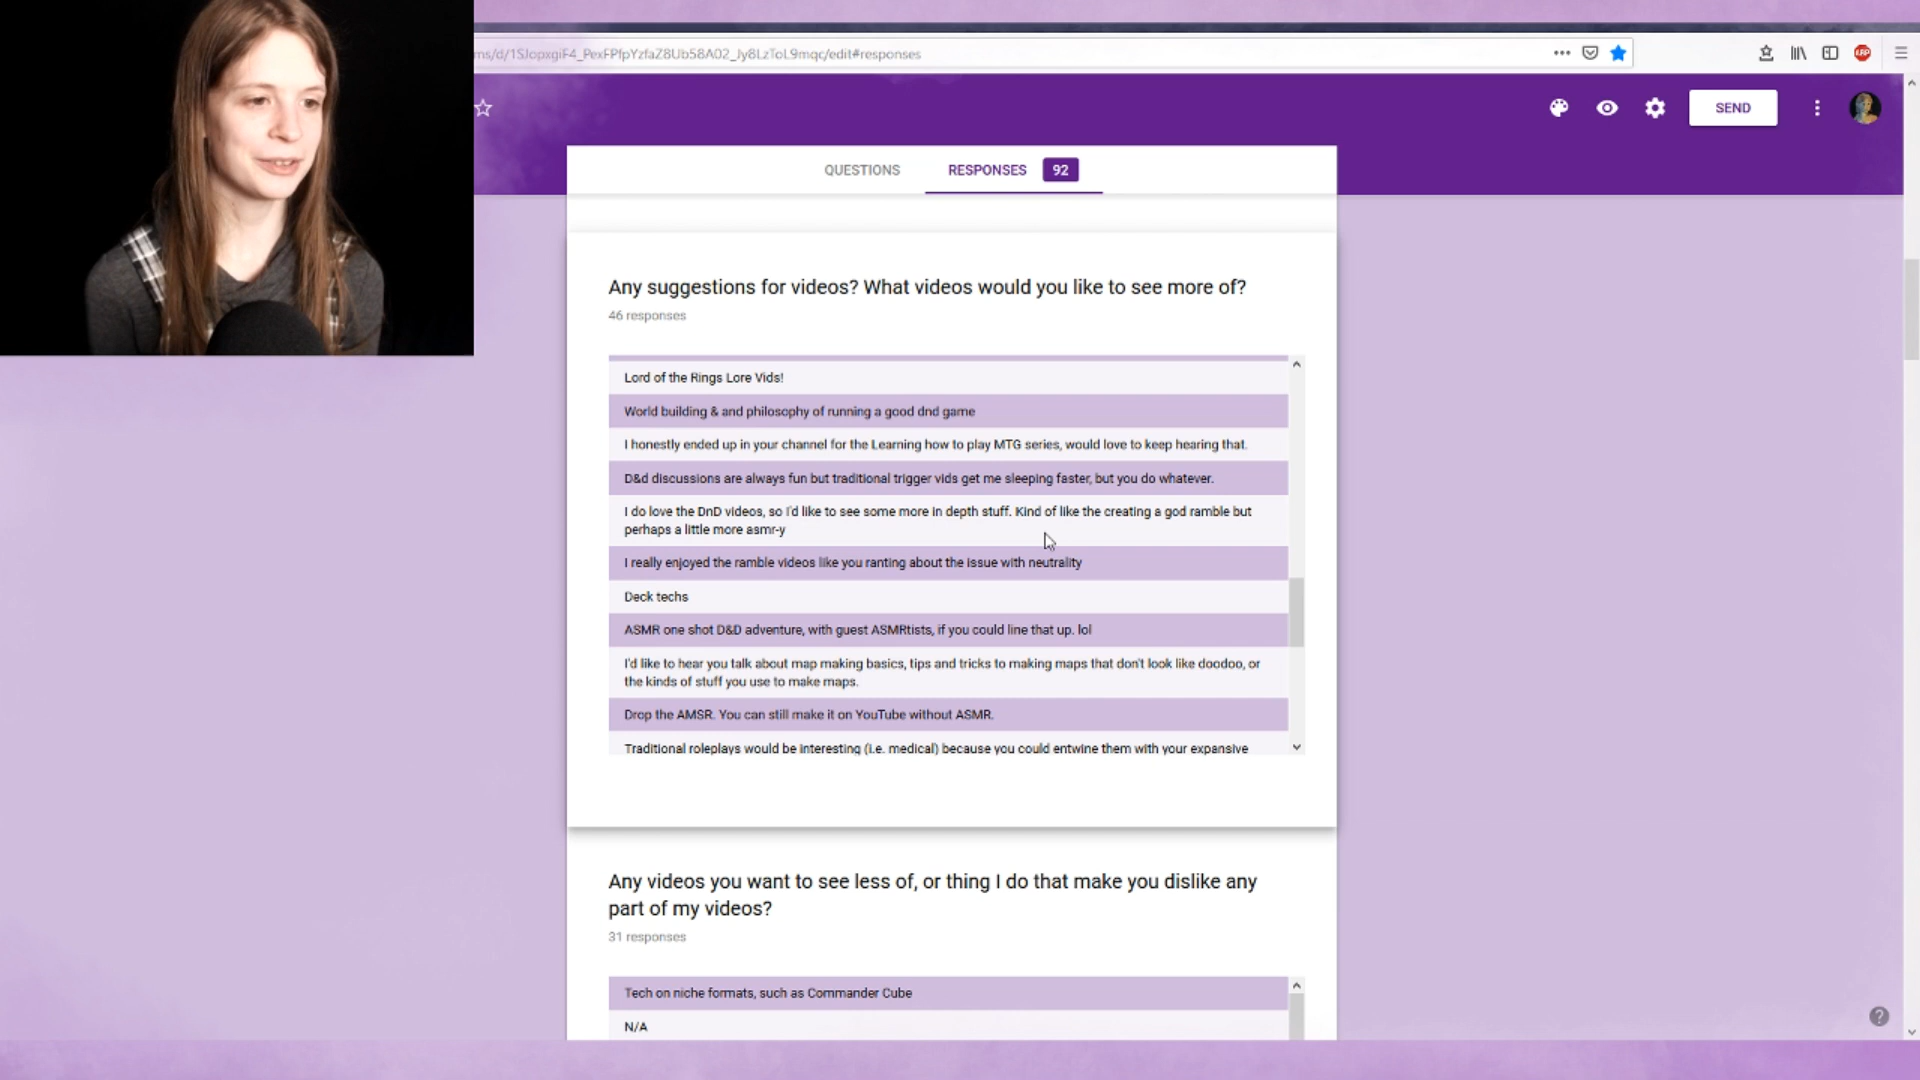 ms/d/1SJopxgiF4_PexFPfpYzfaZ8Ub58A02_Jy8LzToL9mqc/edit#responses
SEND
QUESTIONS RESPONSES 92
Any suggestions for videos? What videos would you like to see more of?
46 responses
Lord of the Rings Lore Vids!
World building & and philosophy of running a good dnd game
I honestly ended up in your channel for the Learning how to play MTG series, would love to keep hearing that.
D&d discussions are always fun but traditional trigger vids get me sleeping faster, but you do whatever.
I do love the DnD videos, so I'd like to see some more in depth stuff. Kind of like the creating a god ramble but
perhaps a little more asmr-y
I really enjoyed the ramble videos like you ranting about the issue with neutrality
Deck techs
ASMR one shot D&D adventure, with guest ASMRtists, if you could line that up. lol
I'd like to hear you talk about map making basics, tips and tricks to making maps that don't look like doodoo, or
the kinds of stuff you use to make maps.
Drop the AMSR. You can still make it on YouTube without ASMR.
Traditional roleplays would be interesting (i.e. medical) because you could entwine them with your expansive
Any videos you want to see less of, or thing I do that make you dislike any
part of my videos?
31 responses
Tech on niche formats, such as Commander Cube
N/A